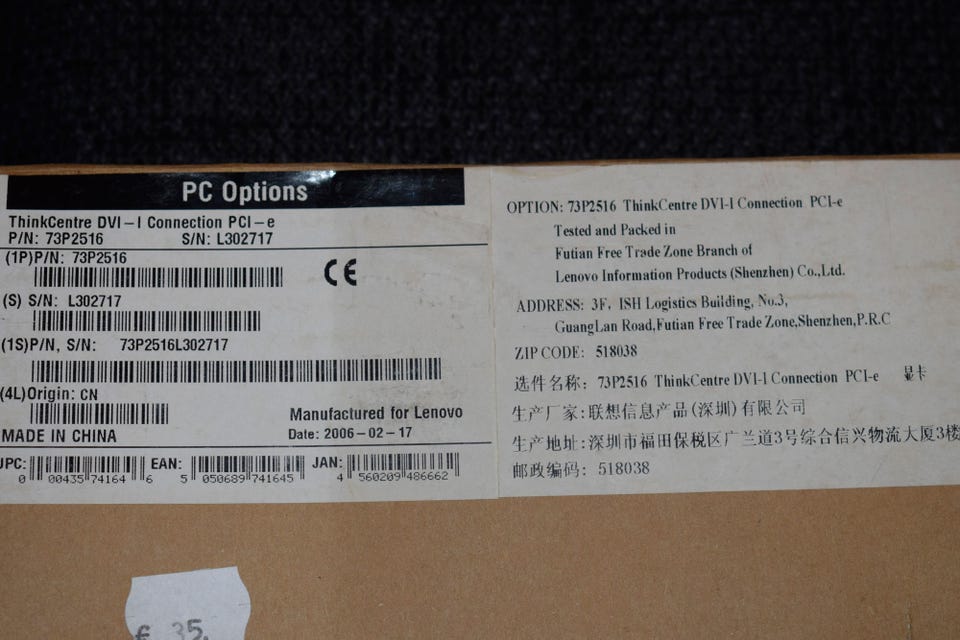 PC Options
ThinkCentre DVI-I Connection PCI-e
P/N: 73P2516 S/N: L302717
(1P)P/N: 73P2516
CE
(S) S/N: L302717
(1S)P/N, S/N: 73P2516L302717
(4L)Origin: CN
Manufactured for Lenovo
MADE IN CHINA Date: 2006-02-17
UPC: EAN: JAN:
0 00435 74164 6 5 050689 741645 4 560209 486662
OPTION: 73P2516 ThinkCentre DVI-I Connection PCI-e
Tested and Packed in
Futian Free Trade Zone Branch of
Lenovo Information Products (Shenzhen) Co.,Ltd.
ADDRESS: 3F, ISH Logistics Building, No.3,
GuangLan Road,Futian Free Trade Zone,Shenzhen,P.R.C
ZIP CODE: 518038
选件名称: 73P2516 ThinkCentre DVI-I Connection PCI-e 显卡
生产厂家:联想信息产品(深圳)有限公司
生产地址:深圳市福田保税区广兰道3号综合信兴物流大厦3楼
邮政编码: 518038
€ 35,